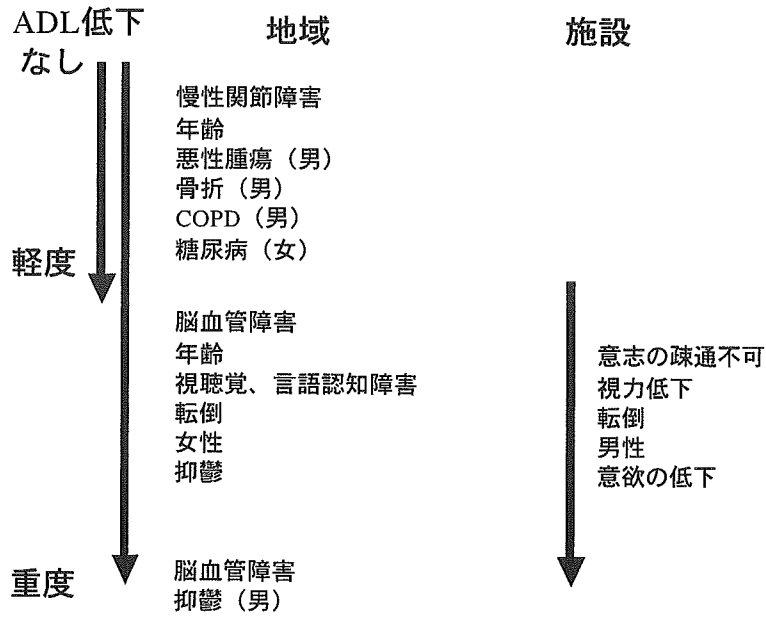 ADL低下
なし
地域
施設
慢性関節障害
年齢
悪性腫瘍（男）
骨折（男）
COPD（男）
糖尿病（女）
軽度
脳血管障害
年齢
視聴覚、言語認知障害
転倒
女性
抑鬱
意志の疎通不可
視力低下
転倒
男性
意欲の低下
重度
脳血管障害
抑鬱（男）